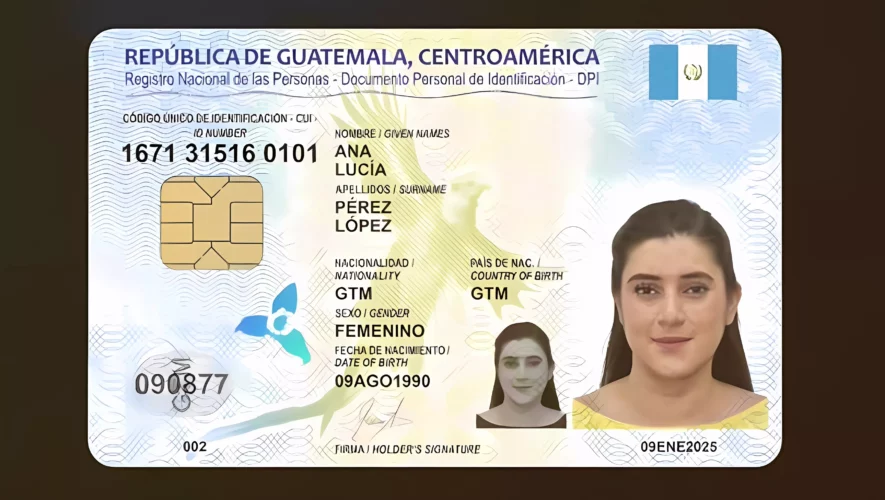 REPÚBLICA DE GUATEMALA, CENTROAMÉRICA
Registro Nacional de las Personas - Documento Personal de Identificación - DPI
CÓDIGO ÚNICO DE IDENTIFICACIÓN - CUI
ID NUMBER
1671 31516 0101
NOMBRE / GIVEN NAMES
ANA
LUCÍA
APELLIDOS / SURNAME
PÉREZ
LÓPEZ
NACIONALIDAD /
NATIONALITY
GTM
PAÍS DE NAC. /
COUNTRY OF BIRTH
GTM
SEXO / GENDER
FEMENINO
FECHA DE NACIMIENTO /
DATE OF BIRTH
09AGO1990
090877
GTM
002
FIRMA / HOLDER'S SIGNATURE
09ENE2025